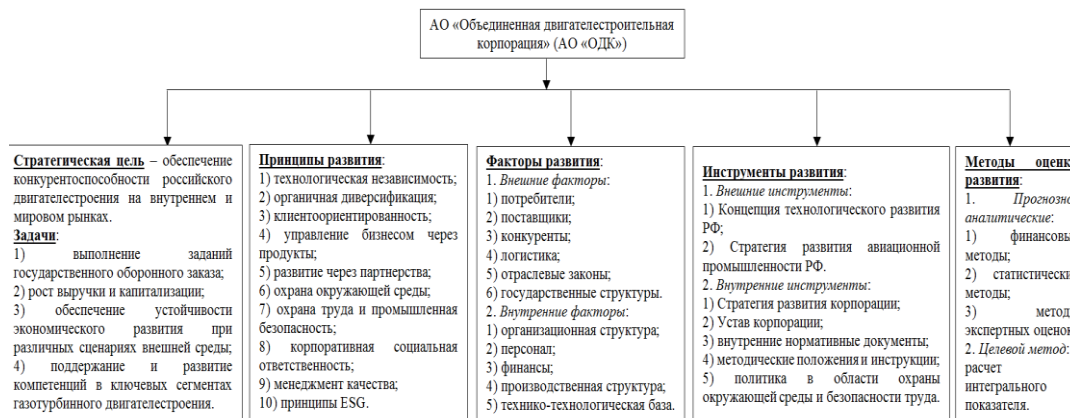 АО «Объединенная двигателестроительная
корпорация» (АО «ОДК»)
Стратегическая цель – обеспечение
конкурентоспособности российского
двигателестроения на внутреннем и
мировом рынках.
Задачи:
1) выполнение заданий
государственного оборонного заказа;
2) рост выручки и капитализации;
3) обеспечение устойчивости
экономического развития при
различных сценариях внешней среды;
4) поддержание и развитие
компетенций в ключевых сегментах
газотурбинного двигателестроения.
Принципы развития:
1) технологическая независимость;
2) органичная диверсификация;
3) клиентоориентированность;
4) управление бизнесом через
продукты;
5) развитие через партнерства;
6) охрана окружающей среды;
7) охрана труда и промышленная
безопасность;
8) корпоративная социальная
ответственность;
9) менеджмент качества;
10) принципы ESG.
Факторы развития:
1. Внешние факторы:
1) потребители;
2) поставщики;
3) конкуренты;
4) логистика;
5) отраслевые законы;
6) государственные структуры.
2. Внутренние факторы:
1) организационная структура;
2) персонал;
3) финансы;
4) производственная структура;
5) технико-технологическая база.
Инструменты развития:
1. Внешние инструменты:
1) Концепция технологического развития
РФ;
2) Стратегия развития авиационной
промышленности РФ.
2. Внутренние инструменты:
1) Стратегия развития корпорации;
2) Устав корпорации;
3) внутренние нормативные документы;
4) методические положения и инструкции;
5) политика в области охраны
окружающей среды и безопасности труда.
Методы оценк
развития:
1. Прогнозно
аналитические:
1) финансовы
методы;
2) статистически
методы;
3) метод
экспертных оценок
2. Целевой метод:
расчет
интегрального
показателя.